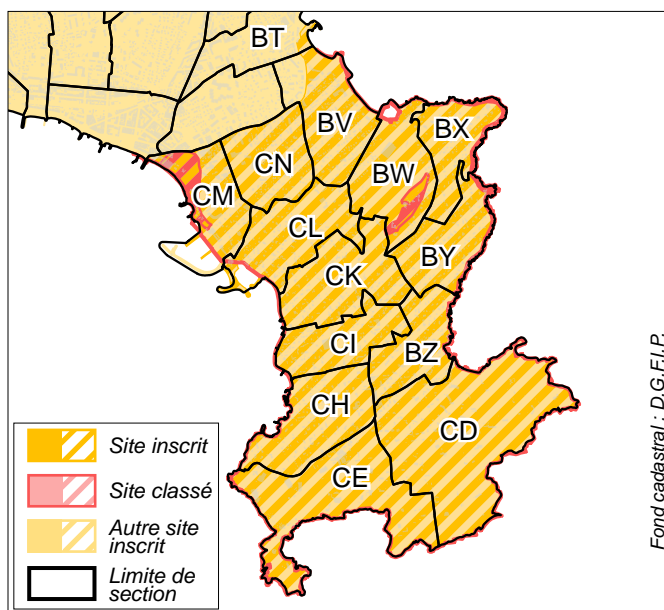 BT
BV
BX
CN
BW
CM
CL
BY
CK
CI
BZ
CH
CD
CE
Site inscrit
Site classé
Autre site
inscrit
Limite de
section
Fond cadastral : D.G.F.I.P.